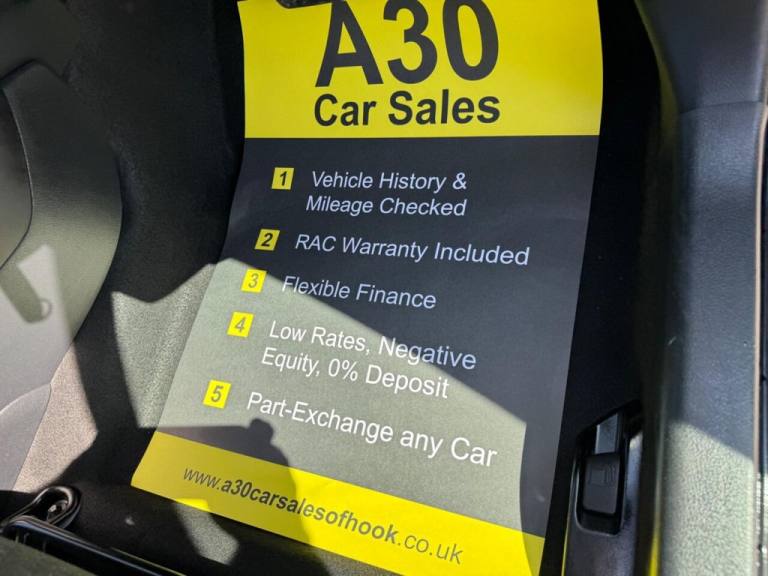 A30
Car Sales
1 Vehicle History &
Mileage Checked
2 RAC Warranty Included
3 Flexible Finance
4 Low Rates, Negative
Equity, 0% Deposit
5 Part-Exchange any Car
www.a30carsalesofhook.co.uk